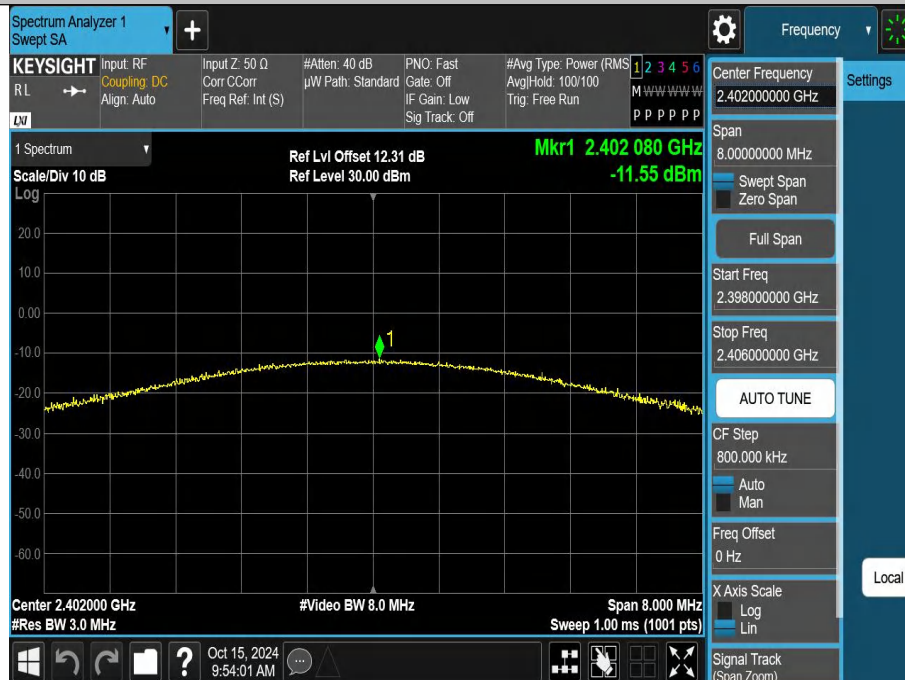 Spectrum Analyzer 1
Swept SA
+
Frequency
KEYSIGHT
RL
LXI
Input: RF
Coupling: DC
Align: Auto
Input Z: 50 Ω
Corr CCorr
Freq Ref: Int (S)
#Atten: 40 dB
µW Path: Standard
PNO: Fast
Gate: Off
IF Gain: Low
Sig Track: Off
#Avg Type: Power (RMS
Avg|Hold: 100/100
Trig: Free Run
1 2 3 4 5 6
M W W W W W
P P P P P P
Center Frequency
2.402000000 GHz
Settings
Span
8.00000000 MHz
Swept Span
Zero Span
Full Span
Start Freq
2.398000000 GHz
Stop Freq
2.406000000 GHz
AUTO TUNE
CF Step
800.000 kHz
Auto
Man
Freq Offset
0 Hz
X Axis Scale
Log
Lin
Signal Track
(Span Zoom)
Local
1 Spectrum
Scale/Div 10 dB
Log
Ref Lvl Offset 12.31 dB
Ref Level 30.00 dBm
Mkr1 2.402 080 GHz
-11.55 dBm
20.0
10.0
0.00
-10.0
-20.0
-30.0
-40.0
-50.0
-60.0
1
Center 2.402000 GHz
#Res BW 3.0 MHz
#Video BW 8.0 MHz
Span 8.000 MHz
Sweep 1.00 ms (1001 pts)
?
Oct 15, 2024
9:54:01 AM